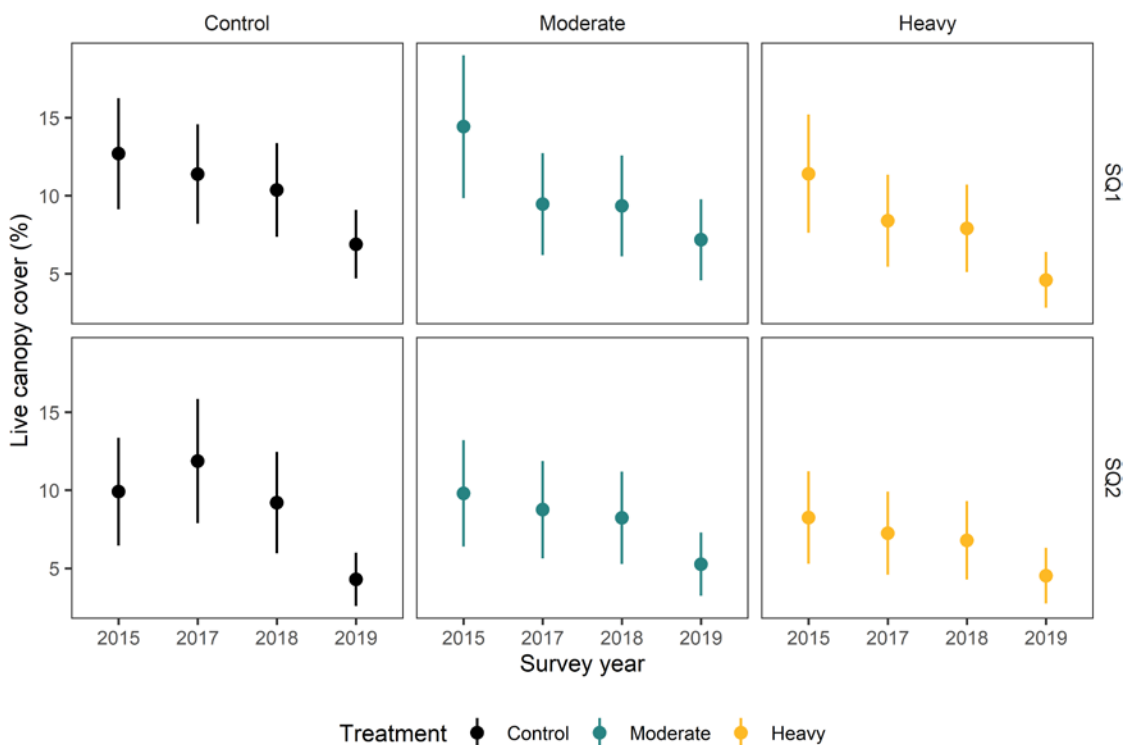 Control Moderate Heavy
Live canopy cover (%)
15
10
5
SQ1
15
10
5
SQ2
2015 2017 2018 2019 2015 2017 2018 2019 2015 2017 2018 2019
Survey year
Treatment Control Moderate Heavy